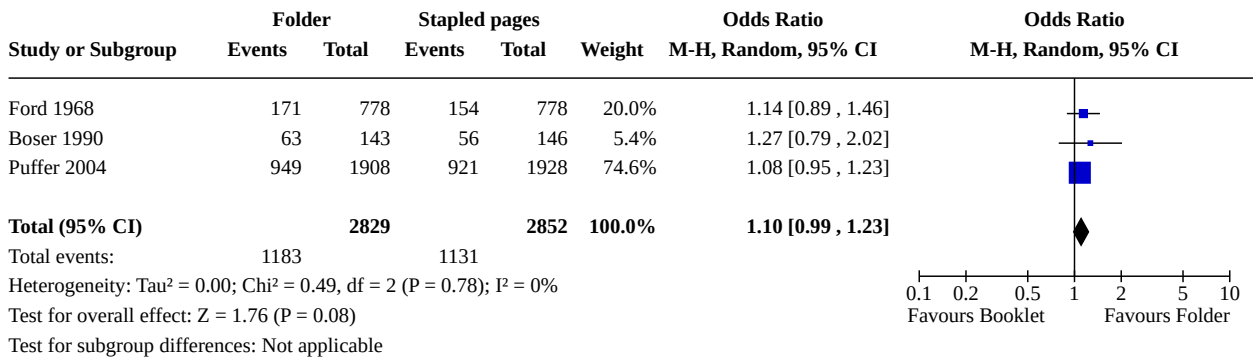 Folder Stapled pages Odds Ratio Odds Ratio
Study or Subgroup Events Total Events Total Weight M-H, Random, 95% CI M-H, Random, 95% CI
Ford 1968 171 778 154 778 20.0% 1.14 [0.89 , 1.46]
Boser 1990 63 143 56 146 5.4% 1.27 [0.79 , 2.02]
Puffer 2004 949 1908 921 1928 74.6% 1.08 [0.95 , 1.23]
Total (95% CI) 2829 2852 100.0% 1.10 [0.99 , 1.23]
Total events: 1183 1131
Heterogeneity: Tau² = 0.00; Chi² = 0.49, df = 2 (P = 0.78); I² = 0%
Test for overall effect: Z = 1.76 (P = 0.08)
Test for subgroup differences: Not applicable
0.1 0.2 0.5 1 2 5 10
Favours Booklet Favours Folder